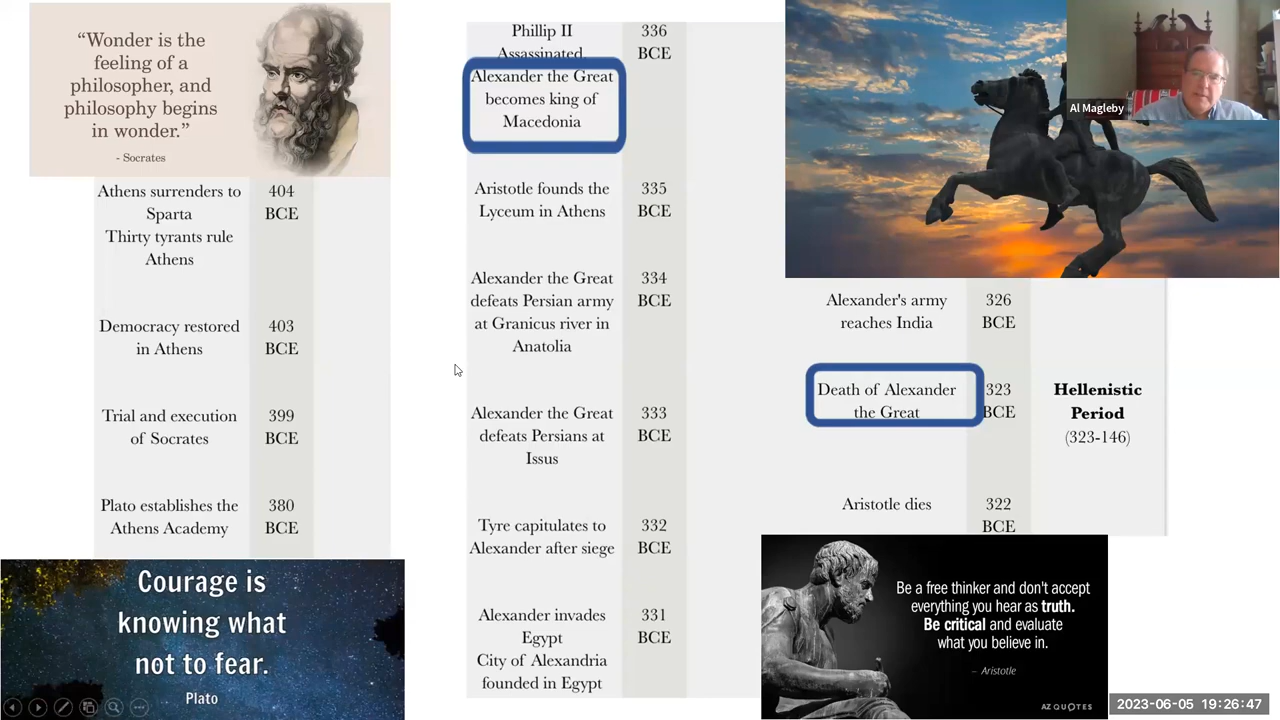 “Wonder is the
feeling of a
philosopher, and
philosophy begins
in wonder.”
- Socrates
Athens surrenders to
Sparta
Thirty tyrants rule
Athens
404
BCE
Democracy restored
in Athens
403
BCE
Trial and execution
of Socrates
399
BCE
Plato establishes the
Athens Academy
380
BCE
Courage is
knowing what
not to fear.
Plato
Phillip II
Assassinated
336
BCE
Alexander the Great
becomes king of
Macedonia
Aristotle founds the
Lyceum in Athens
335
BCE
Alexander the Great
defeats Persian army
at Granicus river in
Anatolia
334
BCE
Alexander the Great
defeats Persians at
Issus
333
BCE
Tyre capitulates to
Alexander after siege
332
BCE
Alexander invades
Egypt
City of Alexandria
founded in Egypt
331
BCE
Al Magleby
Alexander's army
reaches India
326
BCE
Death of Alexander
the Great
323
BCE
Hellenistic
Period
(323-146)
Aristotle dies
322
BCE
Be a free thinker and don't accept
everything you hear as truth.
Be critical and evaluate
what you believe in.
– Aristotle
AZ QUOTES
2023-06-05 19:26:47